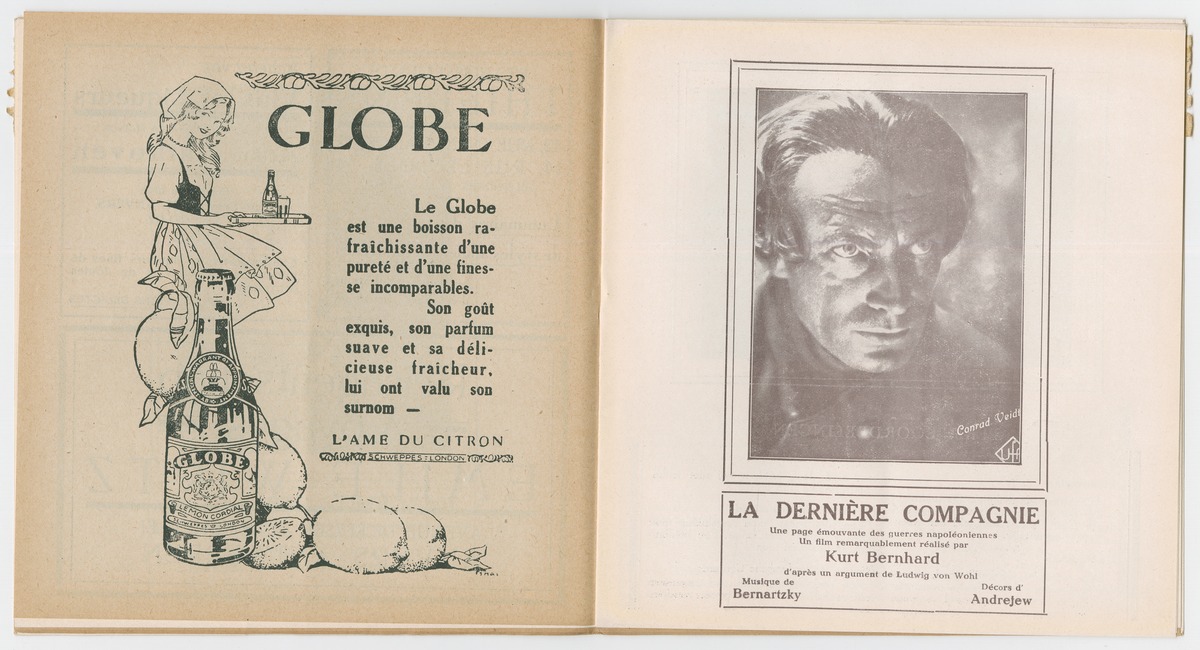 GLOBE
Le Globe
est une boisson ra-
fraîchissante d'une
pureté et d'une fines-
se incomparables.
Son goût
exquis, son parfum
suave et sa déli-
cieuse fraîcheur,
lui ont valu son
surnom —
L'AME DU CITRON
SCHWEPPES=LONDON
GLOBE
LEMON CORDIAL
SCHWEPPES LONDON
Conrad Veidt
Ufa
LA DERNIÈRE COMPAGNIE
Une page émouvante des guerres napoléoniennes
Un film remarquablement réalisé par
Kurt Bernhard
d'après un argument de Ludwig von Wohl
Musique de
Bernartzky
Décors d'
Andrejew